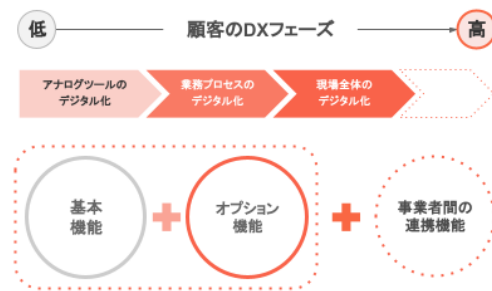 低
顧客のDXフェーズ
高
アナログツールの
デジタル化
業務プロセスの
デジタル化
現場全体の
デジタル化
基本
機能
オプション
機能
事業者間の
連携機能